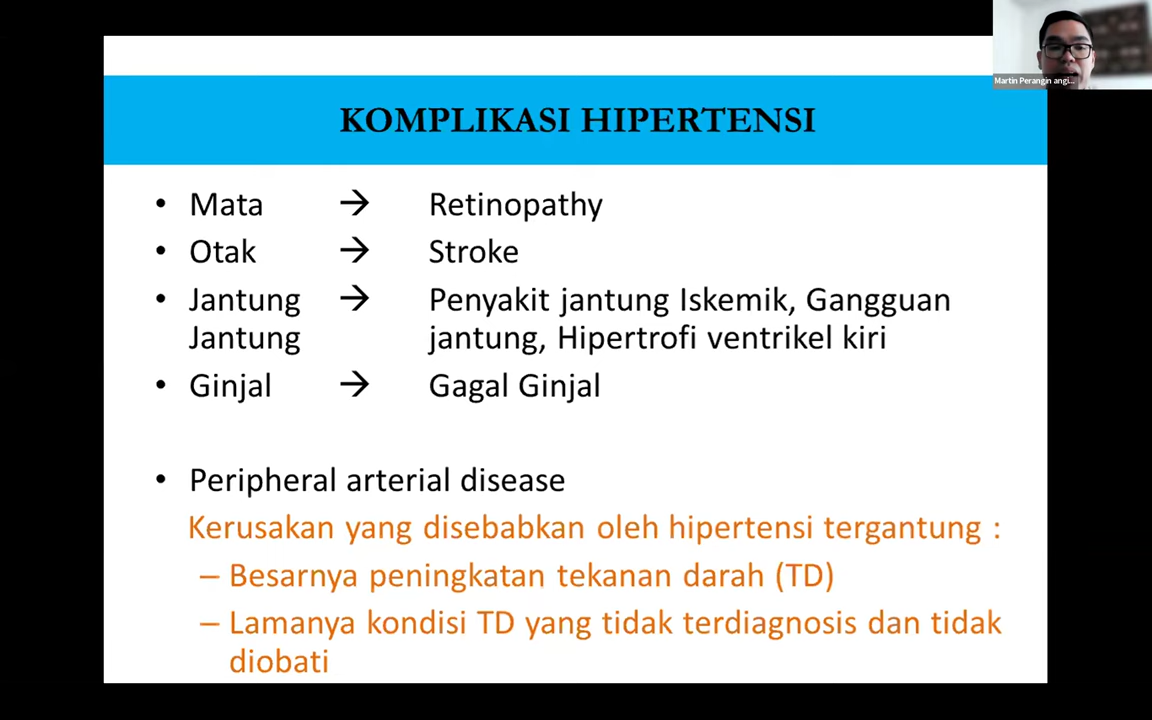 Martin Perangin angi...
KOMPLIKASI HIPERTENSI
• Mata → Retinopathy
• Otak → Stroke
• Jantung → Penyakit jantung Iskemik, Gangguan
Jantung jantung, Hipertrofi ventrikel kiri
• Ginjal → Gagal Ginjal
• Peripheral arterial disease
Kerusakan yang disebabkan oleh hipertensi tergantung :
– Besarnya peningkatan tekanan darah (TD)
– Lamanya kondisi TD yang tidak terdiagnosis dan tidak
diobati